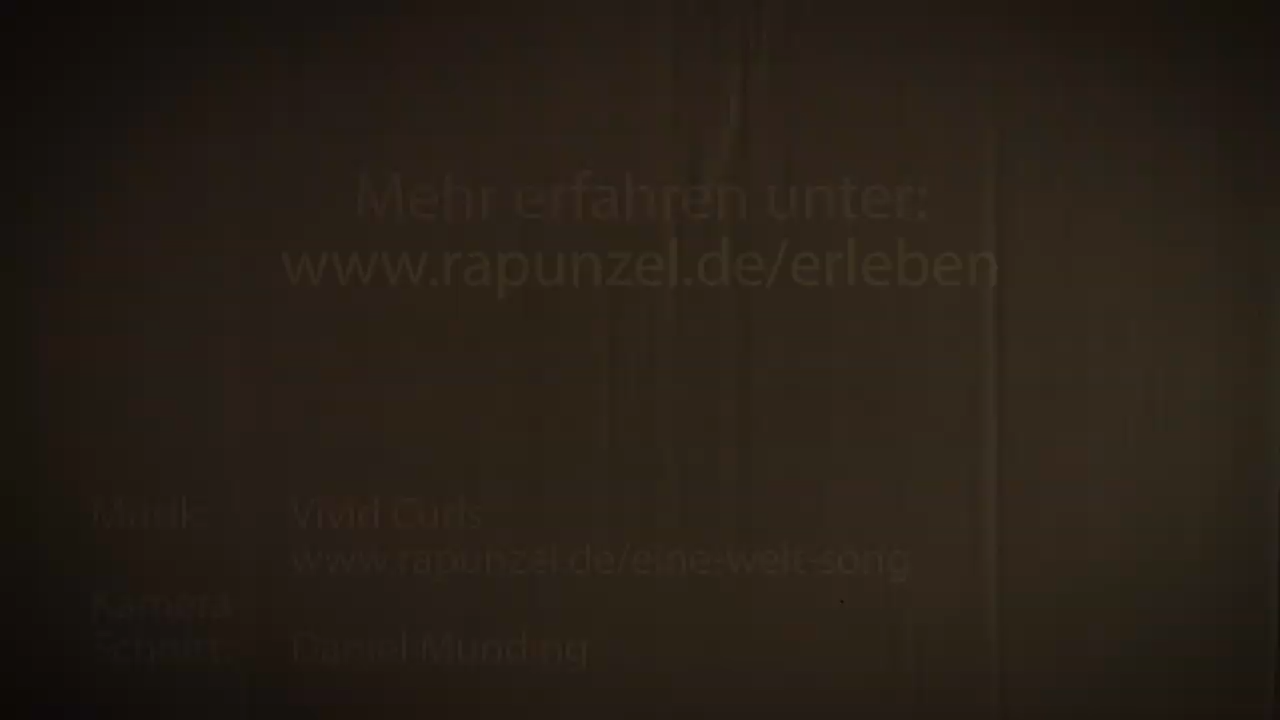 Mehr erfahren unter:
www.rapunzel.de/erleben
Musik: Vivid Curls
www.rapunzel.de/eine-welt-song
Kamera
Schnitt: Daniel Munding